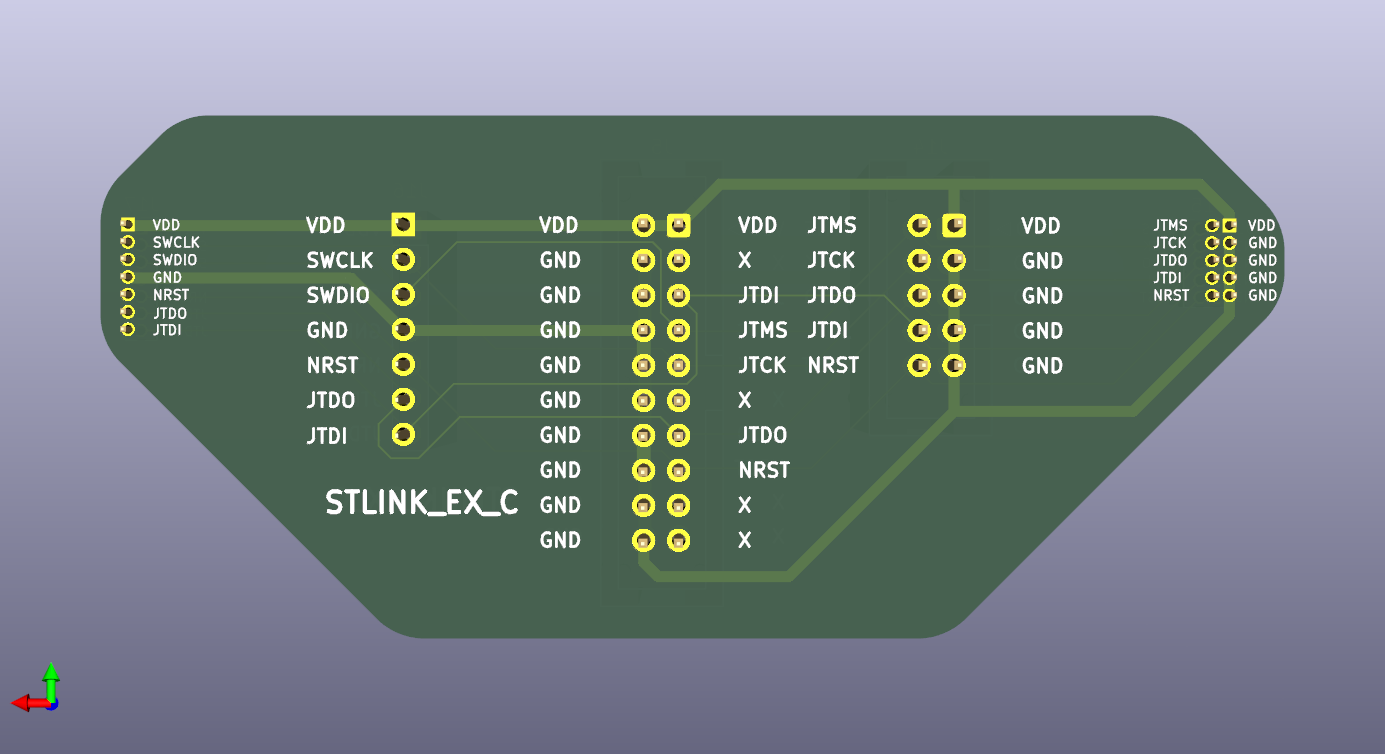 VDD
SWCLK
SWDIO
GND
NRST
JTDO
JTDI
VDD
SWCLK
SWDIO
GND
NRST
JTDO
JTDI
STLINK_EX_C
VDD
GND
GND
GND
GND
GND
GND
GND
GND
GND
VDD
X
JTDI
JTMS
JTCK
X
JTDO
NRST
X
X
JTMS
JTCK
JTDO
JTDI
NRST
VDD
GND
GND
GND
GND
JTMS
JTCK
JTDO
JTDI
NRST
VDD
GND
GND
GND
GND